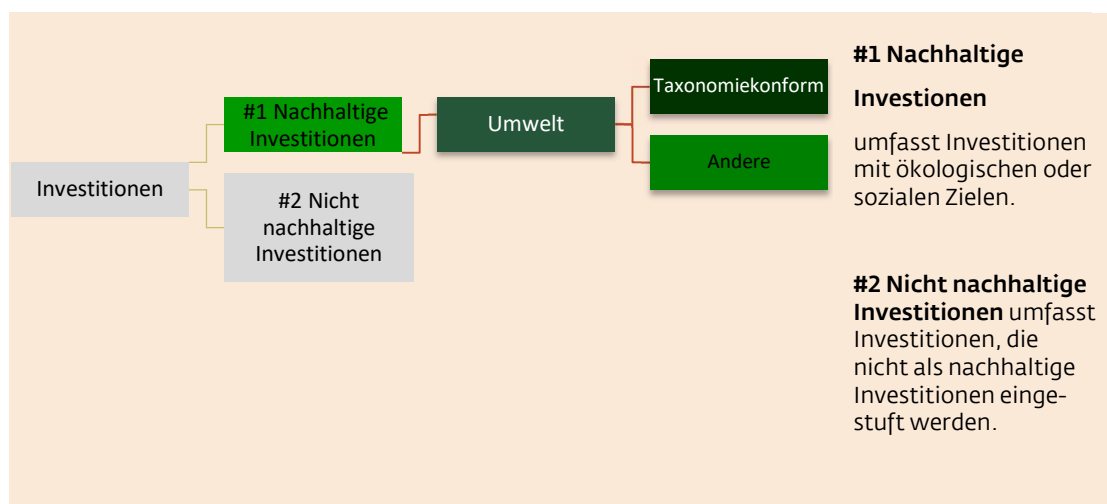 Investitionen
#1 Nachhaltige
Investitionen
#2 Nicht
nachhaltige
Investitionen
Umwelt
Taxonomiekonform
Andere
#1 Nachhaltige
Investionen
umfasst Investitionen
mit ökologischen oder
sozialen Zielen.
#2 Nicht nachhaltige
Investitionen umfasst
Investitionen, die
nicht als nachhaltige
Investitionen einge-
stuft werden.